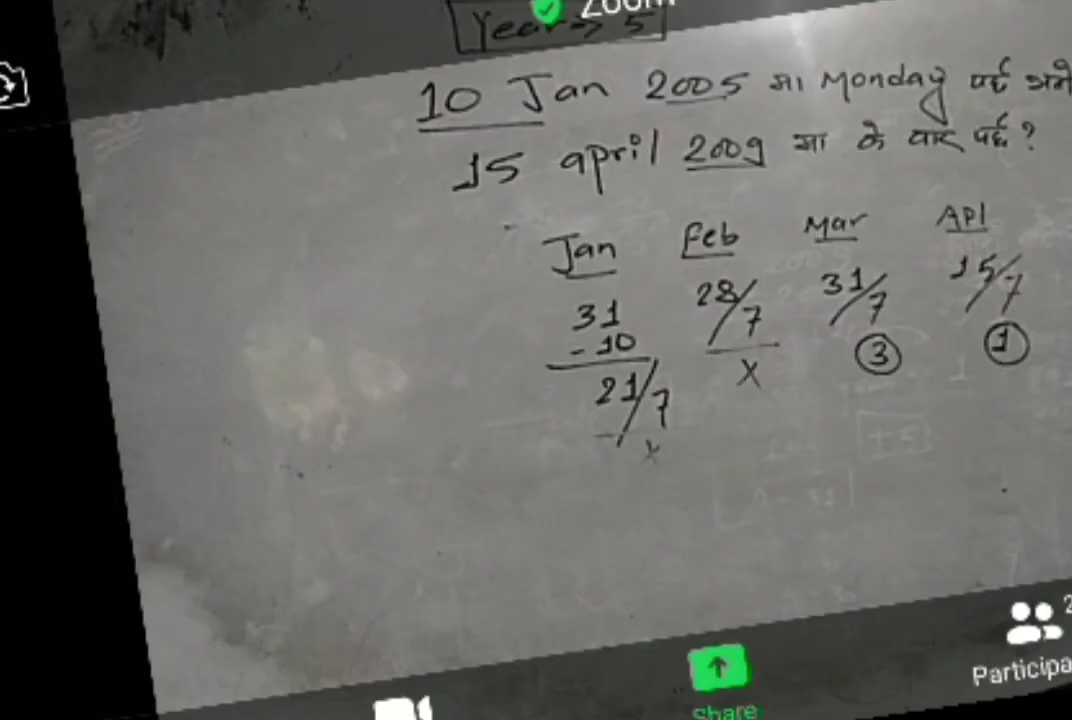 Zoom
Year → 5
10 Jan 2005 मा Monday पर्छ भने
15 april 2009 मा के वार पर्छ?
Jan Feb Mar Apl
31 28/7 31/7 15/7
- 10 x 3 1
21/7
x
Share
Participa